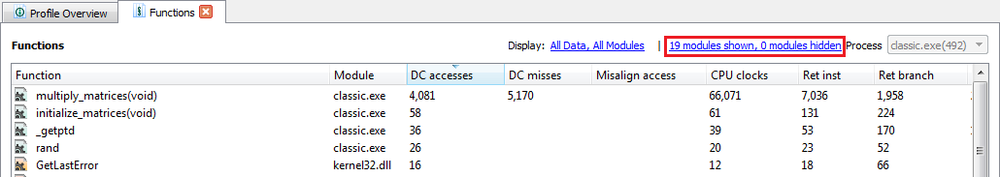 Profile Overview Functions
Functions Display: All Data, All Modules | 19 modules shown, 0 modules hidden Process classic.exe(492)
Function Module DC accesses DC misses Misalign access CPU clocks Ret inst Ret branch
multiply_matrices(void) classic.exe 4,081 5,170 66,071 7,036 1,958
initialize_matrices(void) classic.exe 58 61 131 224
_getptd classic.exe 36 39 53 170
rand classic.exe 26 20 23 52
GetLastError kernel32.dll 16 12 18 66